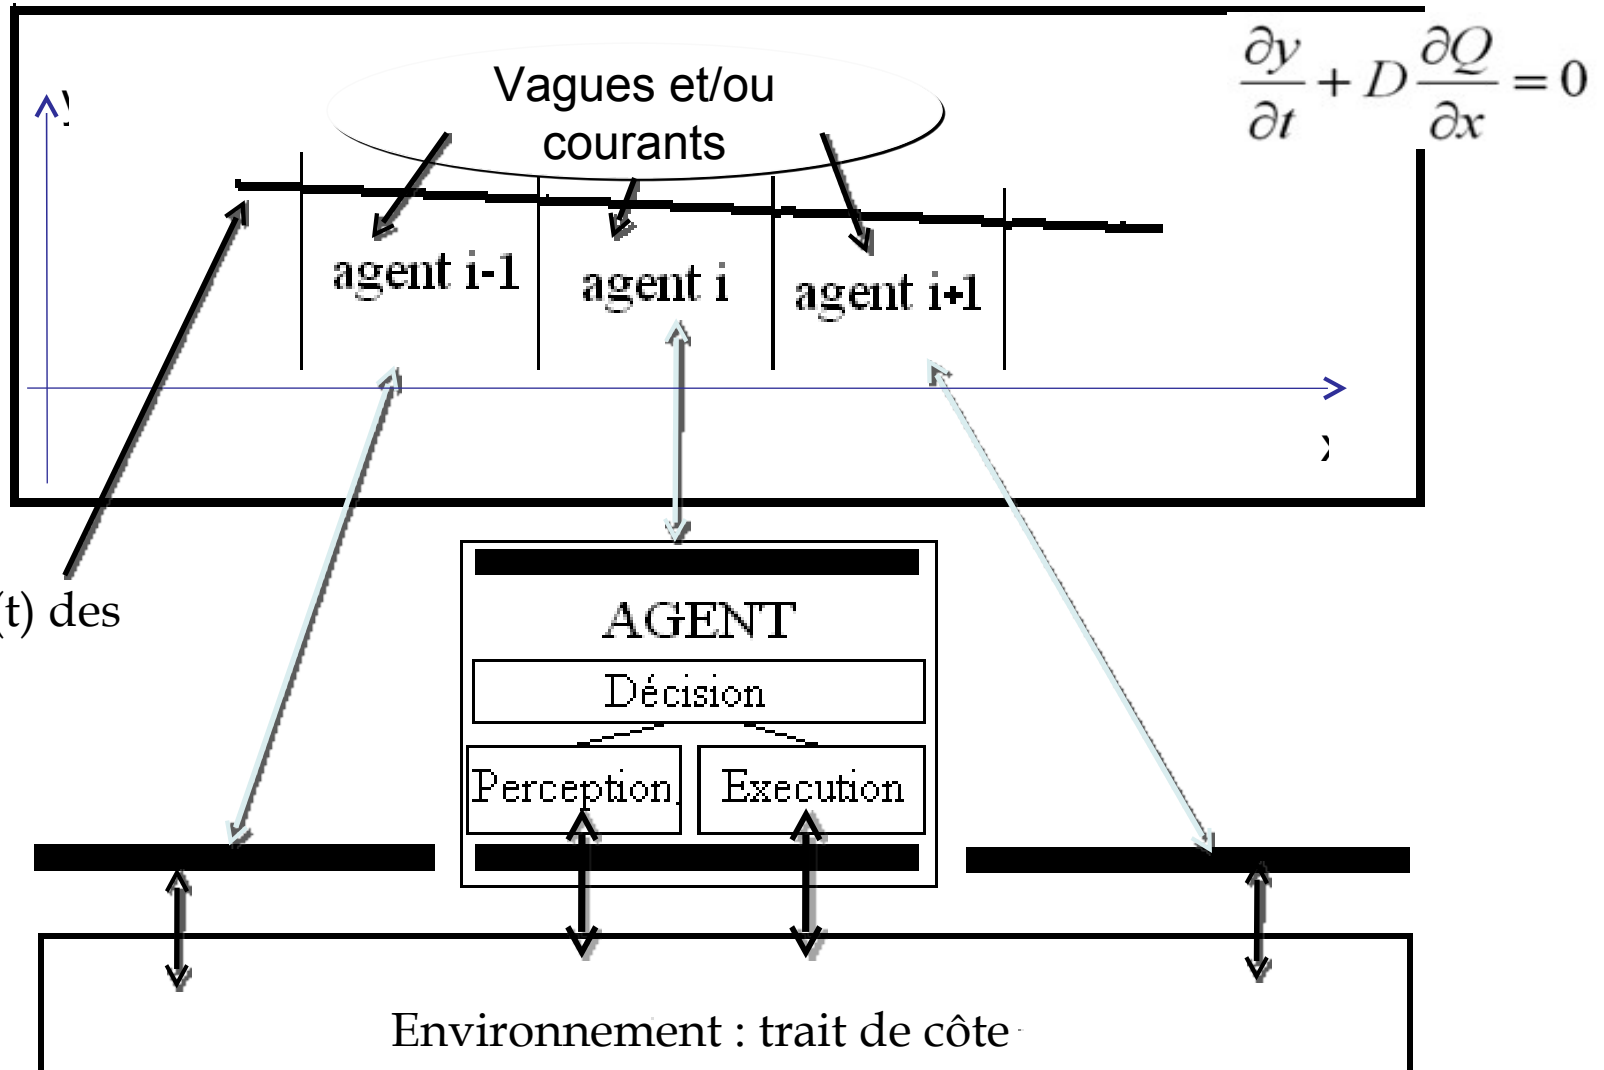 ∂y/∂t + D ∂Q/∂x = 0
Vagues et/ou
courants
agent i-1
agent i
agent i+1
(t) des
AGENT
Décision
Perception
Execution
Environnement : trait de côte